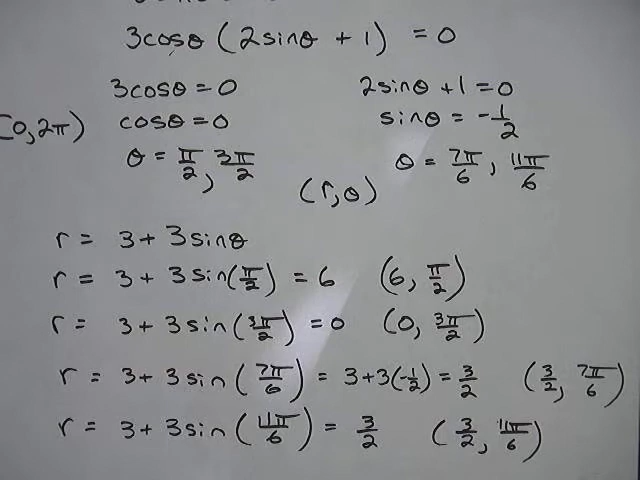 3cosθ (2sinθ + 1) = 0
3cosθ = 0 2sinθ + 1 = 0
[0, 2π) cosθ = 0 sinθ = -1/2
θ = π/2, 3π/2 θ = 7π/6, 11π/6
(r, θ)
r = 3 + 3sinθ
r = 3 + 3sin(π/2) = 6 (6, π/2)
r = 3 + 3sin(3π/2) = 0 (0, 3π/2)
r = 3 + 3sin(7π/6) = 3+3(-1/2) = 3/2 (3/2, 7π/6)
r = 3 + 3sin(11π/6) = 3/2 (3/2, 11π/6)